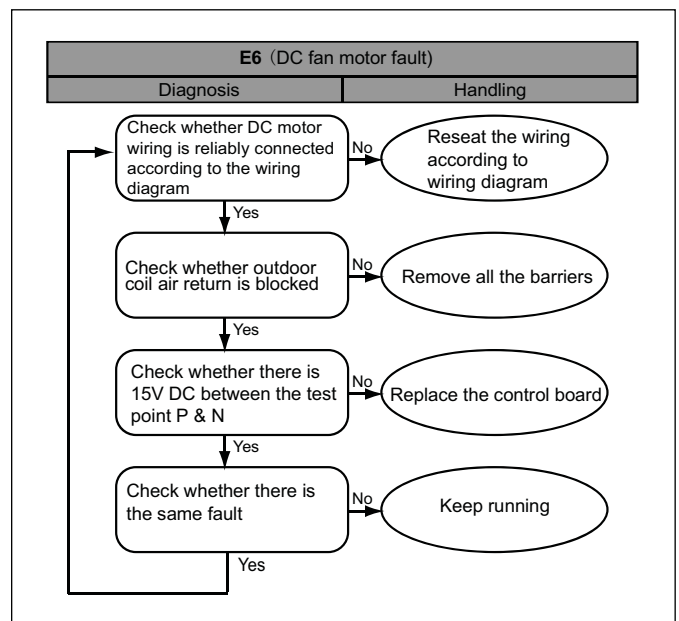 E6 （DC fan motor fault)
Diagnosis
Handling
Check whether DC motor
wiring is reliably connected
according to the wiring
diagram
No
Reseat the wiring
according to
wiring diagram
Yes
Check whether outdoor
coil air return is blocked
No
Remove all the barriers
Yes
Check whether there is
15V DC between the test
point P & N
No
Replace the control board
Yes
Check whether there is
the same fault
No
Keep running
Yes